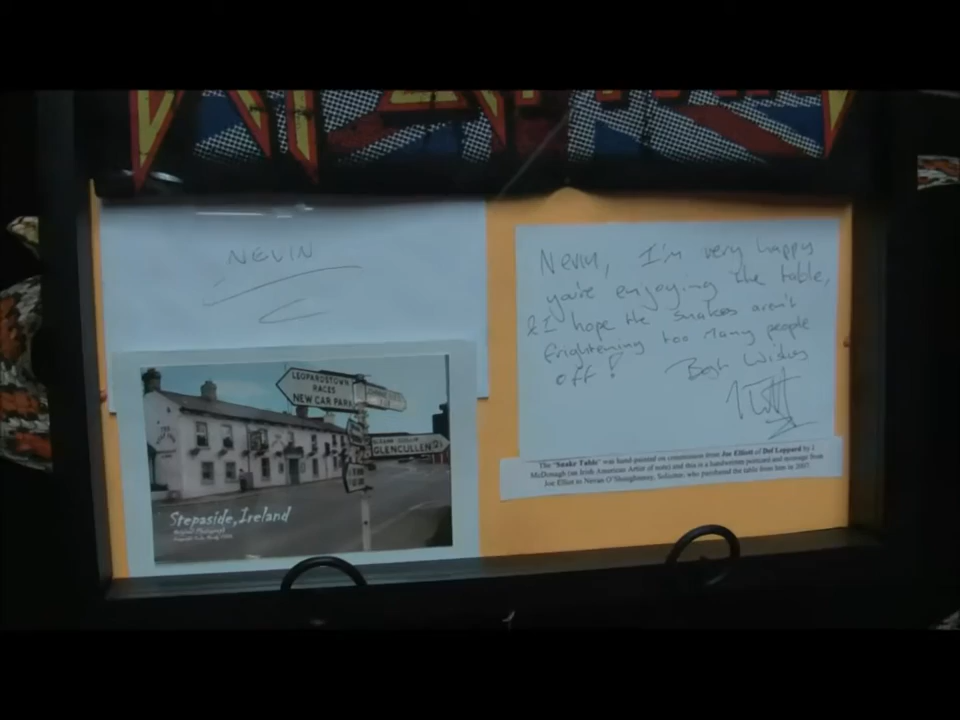 NEVIN
LEOPARDSTOWN
RACES
NEW CAR PARK
GLENCULLEN
Stepaside, Ireland
Nevin, I'm very happy
you're enjoying the table,
& I hope the snakes aren't
frightening too many people
off! Best Wishes
The "Snake Table" was hand-painted on commission from Joe Elliott of Def Leppard by
McDonough (an Irish American Artist of note) and this is a handwritten postcard and message from
Joe Elliot to Nevan O'Shaughnessy, Solicitor, who purchased the table from him in 2007.